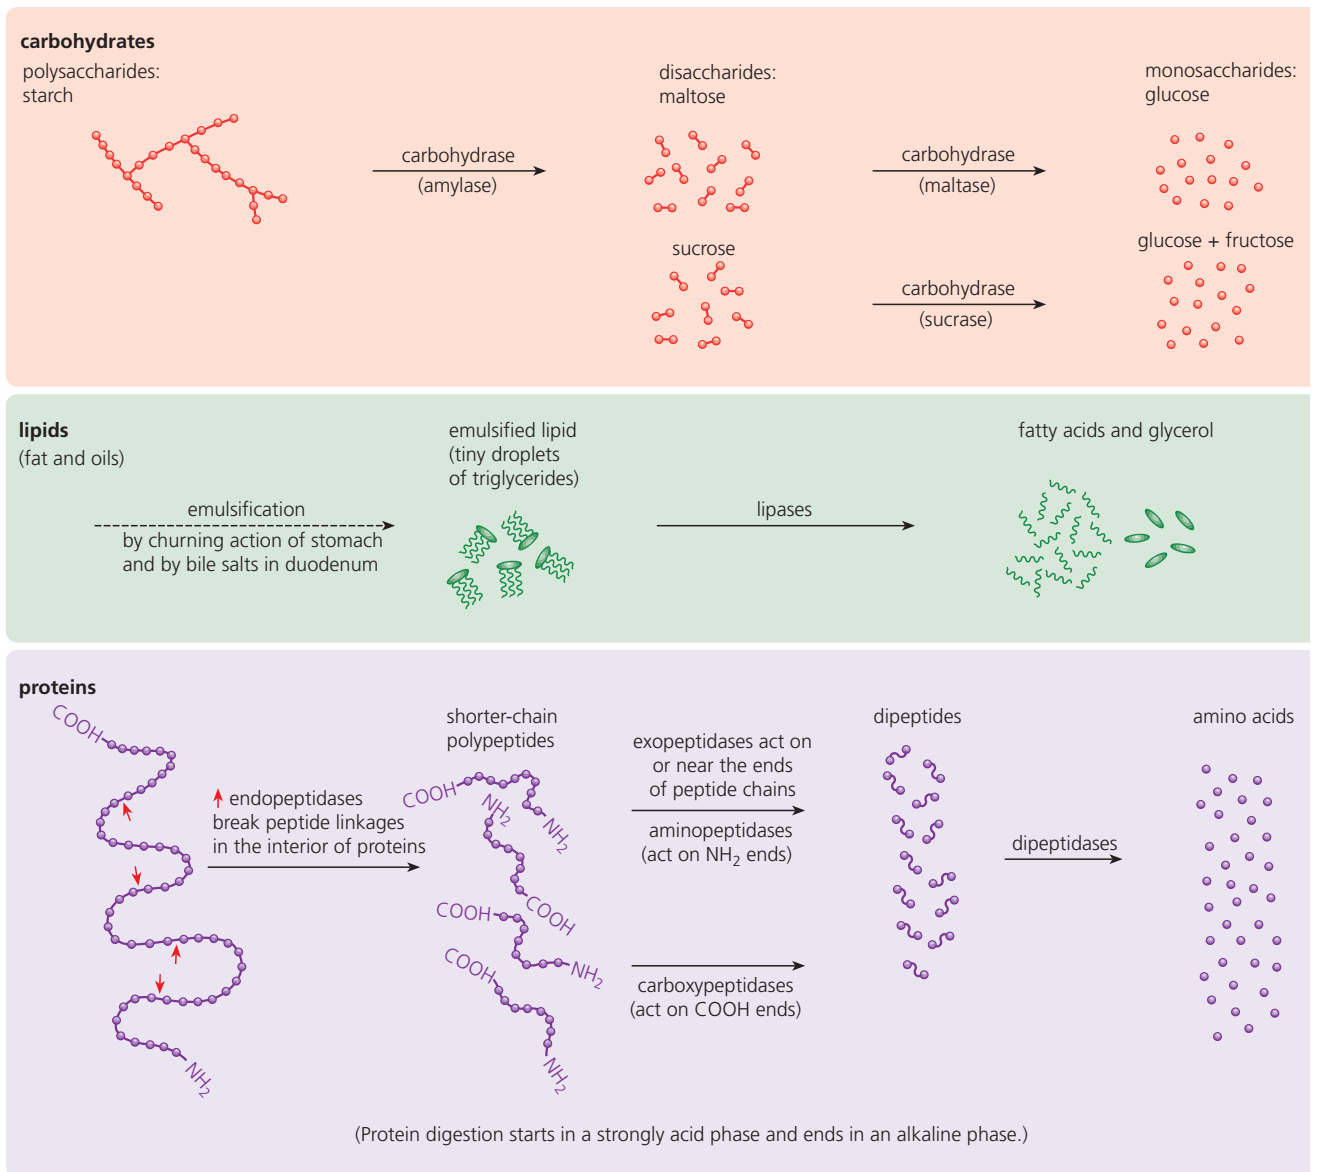 carbohydrates
polysaccharides:
starch
disaccharides:
maltose
monosaccharides:
glucose
carbohydrase
(amylase)
carbohydrase
(maltase)
sucrose
glucose + fructose
carbohydrase
(sucrase)
lipids
(fat and oils)
emulsification
by churning action of stomach
and by bile salts in duodenum
emulsified lipid
(tiny droplets
of triglycerides)
lipases
fatty acids and glycerol
proteins
COOH
NH₂
endopeptidases
break peptide linkages
in the interior of proteins
shorter-chain
polypeptides
COOH
NH₂
NH₂
COOH
COOH
NH₂
COOH
NH₂
exopeptidases act on
or near the ends
of peptide chains
aminopeptidases
(act on NH₂ ends)
carboxypeptidases
(act on COOH ends)
dipeptides
dipeptidases
amino acids
(Protein digestion starts in a strongly acid phase and ends in an alkaline phase.)